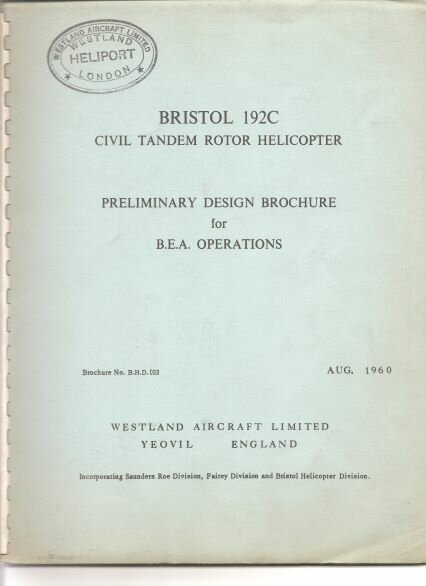 WESTLAND AIRCRAFT LIMITED
WESTLAND
HELIPORT
LONDON
BRISTOL 192C
CIVIL TANDEM ROTOR HELICOPTER
PRELIMINARY DESIGN BROCHURE
for
B.E.A. OPERATIONS
Brochure No. B.H.D.103
AUG. 1960
WESTLAND AIRCRAFT LIMITED
YEOVIL ENGLAND
Incorporating Saunders Roe Division, Fairey Division and Bristol Helicopter Division.